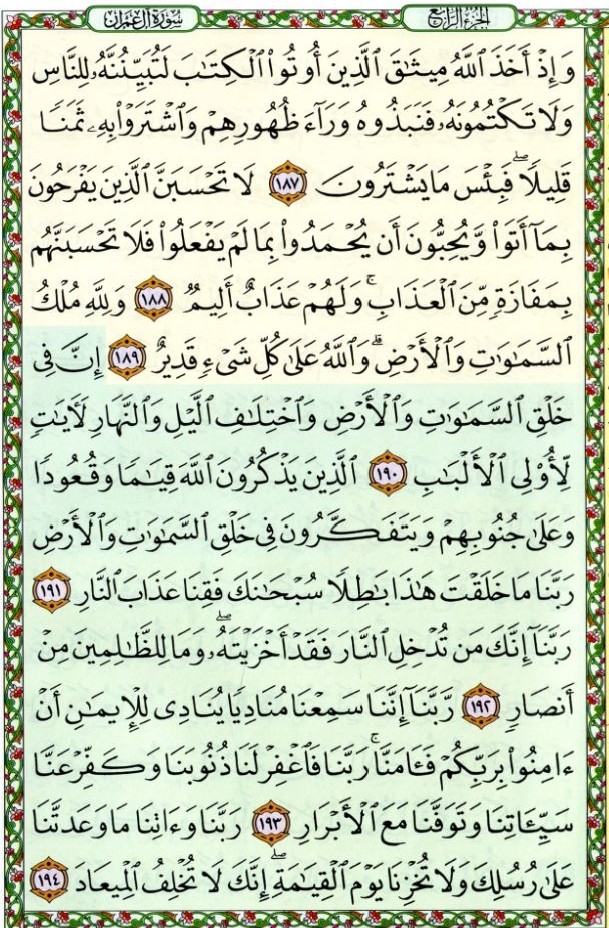 الجزء الرابع
سورة آل عمران
وَإِذْ أَخَذَ ٱللَّهُ مِيثَٰقَ ٱلَّذِينَ أُوتُوا۟ ٱلْكِتَٰبَ لَتُبَيِّنُنَّهُۥ لِلنَّاسِ
وَلَا تَكْتُمُونَهُۥ فَنَبَذُوهُ وَرَآءَ ظُهُورِهِمْ وَٱشْتَرَوْا۟ بِهِۦ ثَمَنًا
قَلِيلًا ۖ فَبِئْسَ مَا يَشْتَرُونَ ١٨٧ لَا تَحْسَبَنَّ ٱلَّذِينَ يَفْرَحُونَ
بِمَآ أَتَوا۟ وَّيُحِبُّونَ أَن يُحْمَدُوا۟ بِمَا لَمْ يَفْعَلُوا۟ فَلَا تَحْسَبَنَّهُم
بِمَفَازَةٍ مِّنَ ٱلْعَذَابِ ۚ وَلَهُمْ عَذَابٌ أَلِيمٌ ١٨٨ وَلِلَّهِ مُلْكُ
ٱلسَّمَٰوَٰتِ وَٱلْأَرْضِ ۗ وَٱللَّهُ عَلَىٰ كُلِّ شَىْءٍ قَدِيرٌ ١٨٩ إِنَّ فِى
خَلْقِ ٱلسَّمَٰوَٰتِ وَٱلْأَرْضِ وَٱخْتِلَٰفِ ٱلَّيْلِ وَٱلنَّهَارِ لَـَٔايَٰتٍ
لِّأُو۟لِى ٱلْأَلْبَٰبِ ١٩٠ ٱلَّذِينَ يَذْكُرُونَ ٱللَّهَ قِيَٰمًا وَقُعُودًا
وَعَلَىٰ جُنُوبِهِمْ وَيَتَفَكَّرُونَ فِى خَلْقِ ٱلسَّمَٰوَٰتِ وَٱلْأَرْضِ
رَبَّنَا مَا خَلَقْتَ هَٰذَا بَٰطِلًا سُبْحَٰنَكَ فَقِنَا عَذَابَ ٱلنَّارِ ١٩١
رَبَّنَآ إِنَّكَ مَن تُدْخِلِ ٱلنَّارَ فَقَدْ أَخْزَيْتَهُۥ ۖ وَمَا لِلظَّٰلِمِينَ مِنْ
أَنصَارٍ ١٩٢ رَّبَّنَآ إِنَّنَا سَمِعْنَا مُنَادِيًا يُنَادِى لِلْإِيمَٰنِ أَنْ
ءَامِنُوا۟ بِرَبِّكُمْ فَـَٔامَنَّا ۚ رَبَّنَا فَٱغْفِرْ لَنَا ذُنُوبَنَا وَكَفِّرْ عَنَّا
سَيِّـَٔاتِنَا وَتَوَفَّنَا مَعَ ٱلْأَبْرَارِ ١٩٣ رَبَّنَا وَءَاتِنَا مَا وَعَدتَّنَا
عَلَىٰ رُسُلِكَ وَلَا تُخْزِنَا يَوْمَ ٱلْقِيَٰمَةِ ۗ إِنَّكَ لَا تُخْلِفُ ٱلْمِيعَادَ ١٩٤